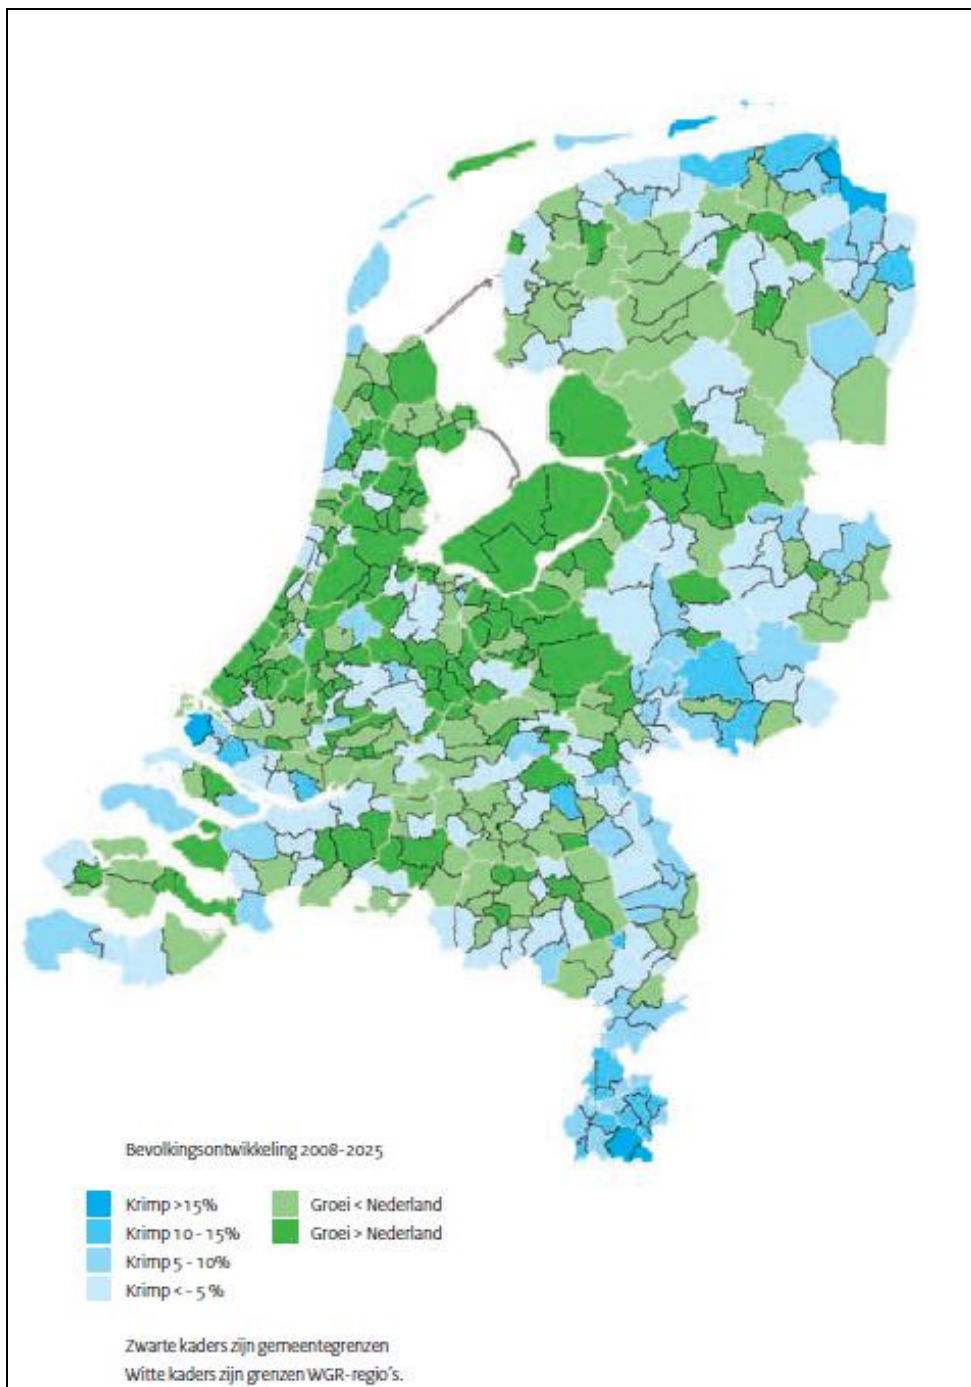 Bevolkingsontwikkeling 2008-2025
Krimp >15%
Krimp 10 - 15%
Krimp 5 - 10%
Krimp < - 5 %
Groei < Nederland
Groei > Nederland
Zwarte kaders zijn gemeentegrenzen
Witte kaders zijn grenzen WGR-regio's.